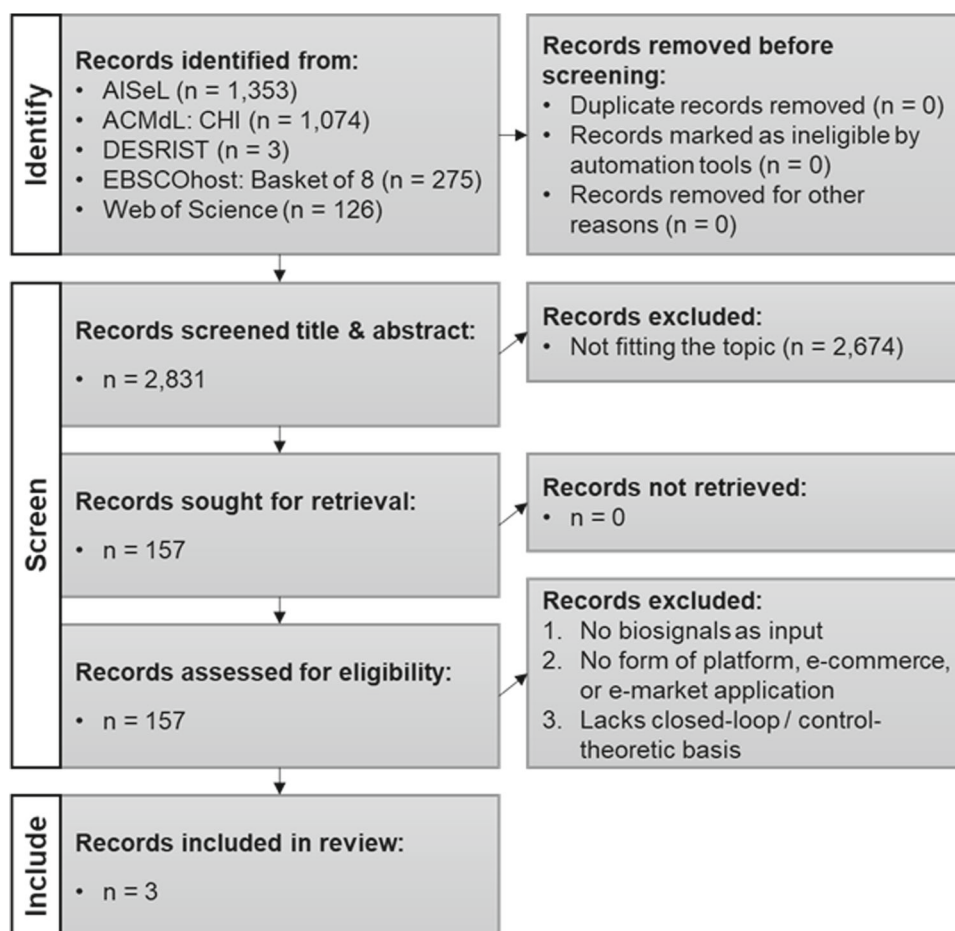 Identify
Records identified from:
• AISeL (n = 1,353)
• ACMdL: CHI (n = 1,074)
• DESRIST (n = 3)
• EBSCOhost: Basket of 8 (n = 275)
• Web of Science (n = 126)
Records removed before
screening:
• Duplicate records removed (n = 0)
• Records marked as ineligible by
automation tools (n = 0)
• Records removed for other
reasons (n = 0)
Screen
Records screened title & abstract:
• n = 2,831
Records excluded:
• Not fitting the topic (n = 2,674)
Records sought for retrieval:
• n = 157
Records not retrieved:
• n = 0
Records assessed for eligibility:
• n = 157
Records excluded:
1. No biosignals as input
2. No form of platform, e-commerce,
or e-market application
3. Lacks closed-loop / control-
theoretic basis
Include
Records included in review:
• n = 3